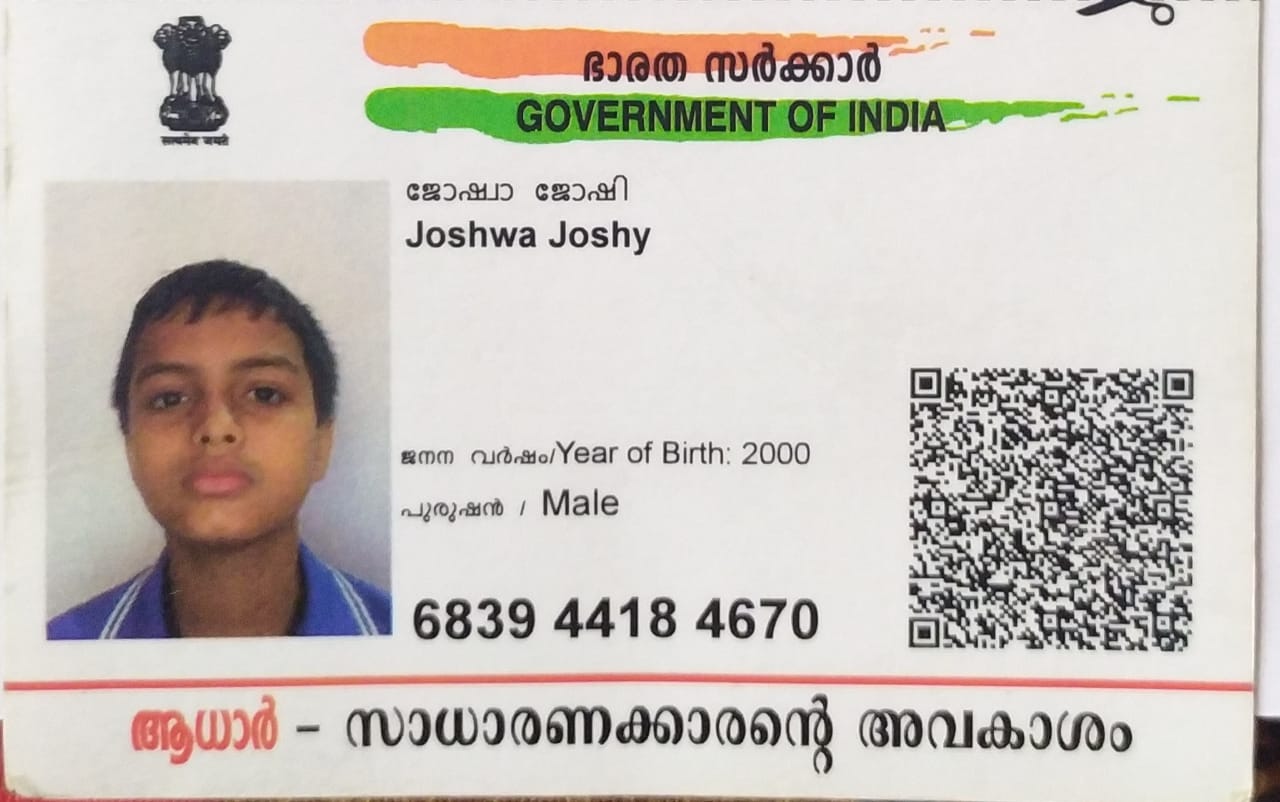 ഭാരത സർക്കാർ
GOVERNMENT OF INDIA
सत्यमेव जयते
ജോഷ്വാ ജോഷി
Joshwa Joshy
ജനന വർഷം/Year of Birth: 2000
പുരുഷൻ / Male
6839 4418 4670
ആധാർ – സാധാരണക്കാരന്റെ അവകാശം